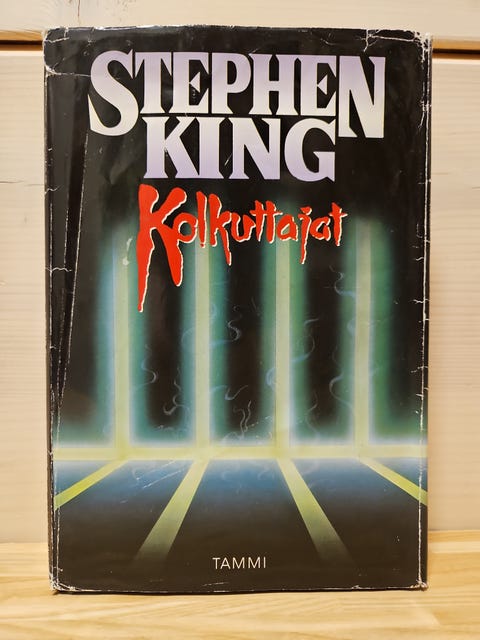 STEPHEN
KING
Kolkuttajat
TAMMI